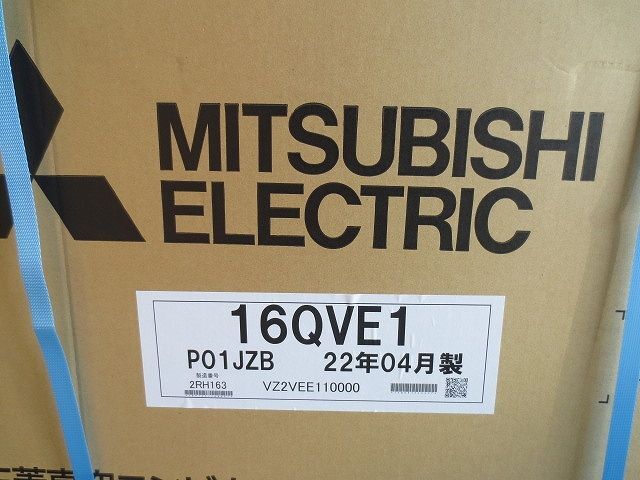 MITSUBISHI
ELECTRIC
16QVE1
P01JZB 22年04月製
製造番号
2RH163 VZ2VEE110000